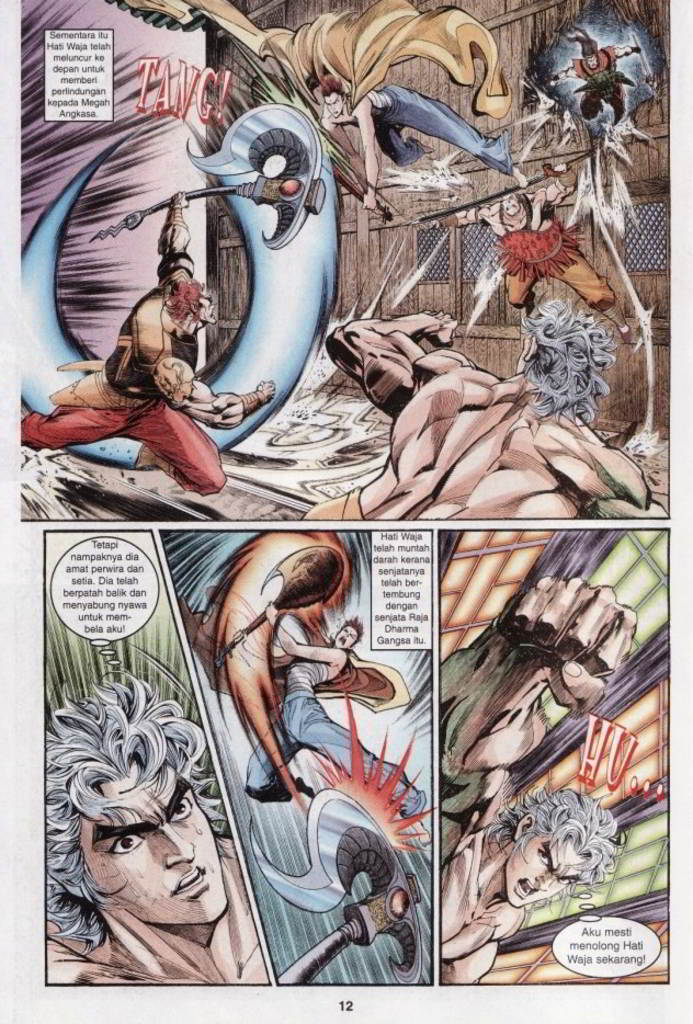 Sementara itu
Hati Waja telah
meluncur ke
depan untuk
memberi
perlindungan
kepada Megah
Angkasa.
TANG!
Tetapi
nampaknya dia
amat perwira dan
setia. Dia telah
berpatah balik dan
menyabung nyawa
untuk mem-
bela aku!
Hati Waja
telah muntah
darah kerana
senjatanya
telah ber-
tembung
dengan
senjata Raja
Dharma
Gangsa itu.
HU...
Aku mesti
menolong Hati
Waja sekarang!
12